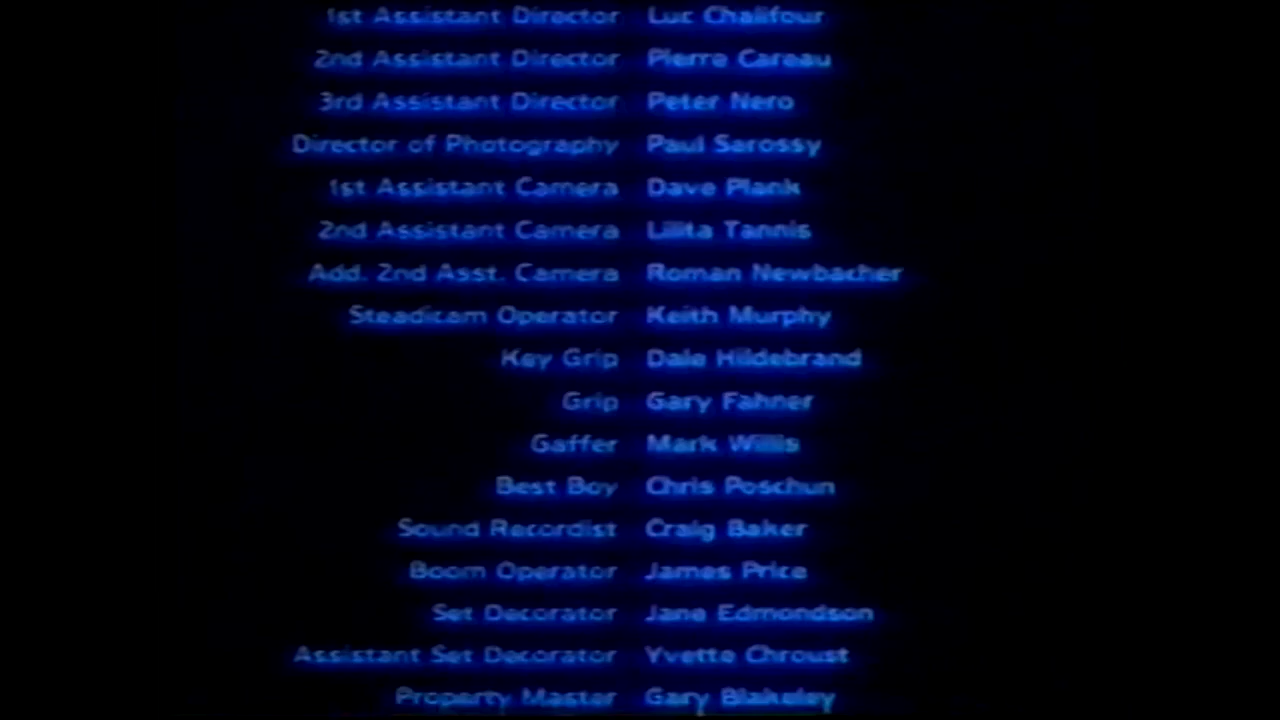 1st Assistant Director Luc Chalifour
2nd Assistant Director Pierre Careau
3rd Assistant Director Peter Nero
Director of Photography Paul Sarossy
1st Assistant Camera Dave Plank
2nd Assistant Camera Lilita Tannis
Add. 2nd Asst. Camera Roman Newbacher
Steadicam Operator Keith Murphy
Key Grip Dale Hildebrand
Grip Gary Fahner
Gaffer Mark Willis
Best Boy Chris Poschun
Sound Recordist Craig Baker
Boom Operator James Price
Set Decorator Jane Edmondson
Assistant Set Decorator Yvette Chroust
Property Master Gary Blakeley